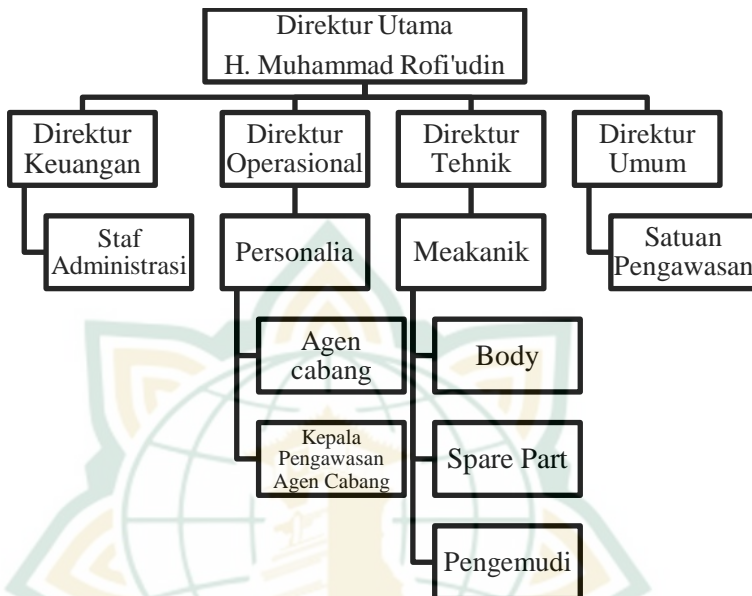 Direktur Utama
H. Muhammad Rofi'udin
Direktur
Keuangan
Direktur
Operasional
Direktur
Tehnik
Direktur
Umum
Staf
Administrasi
Personalia
Meakanik
Satuan
Pengawasan
Agen
cabang
Body
Kepala
Pengawasan
Agen Cabang
Spare Part
Pengemudi